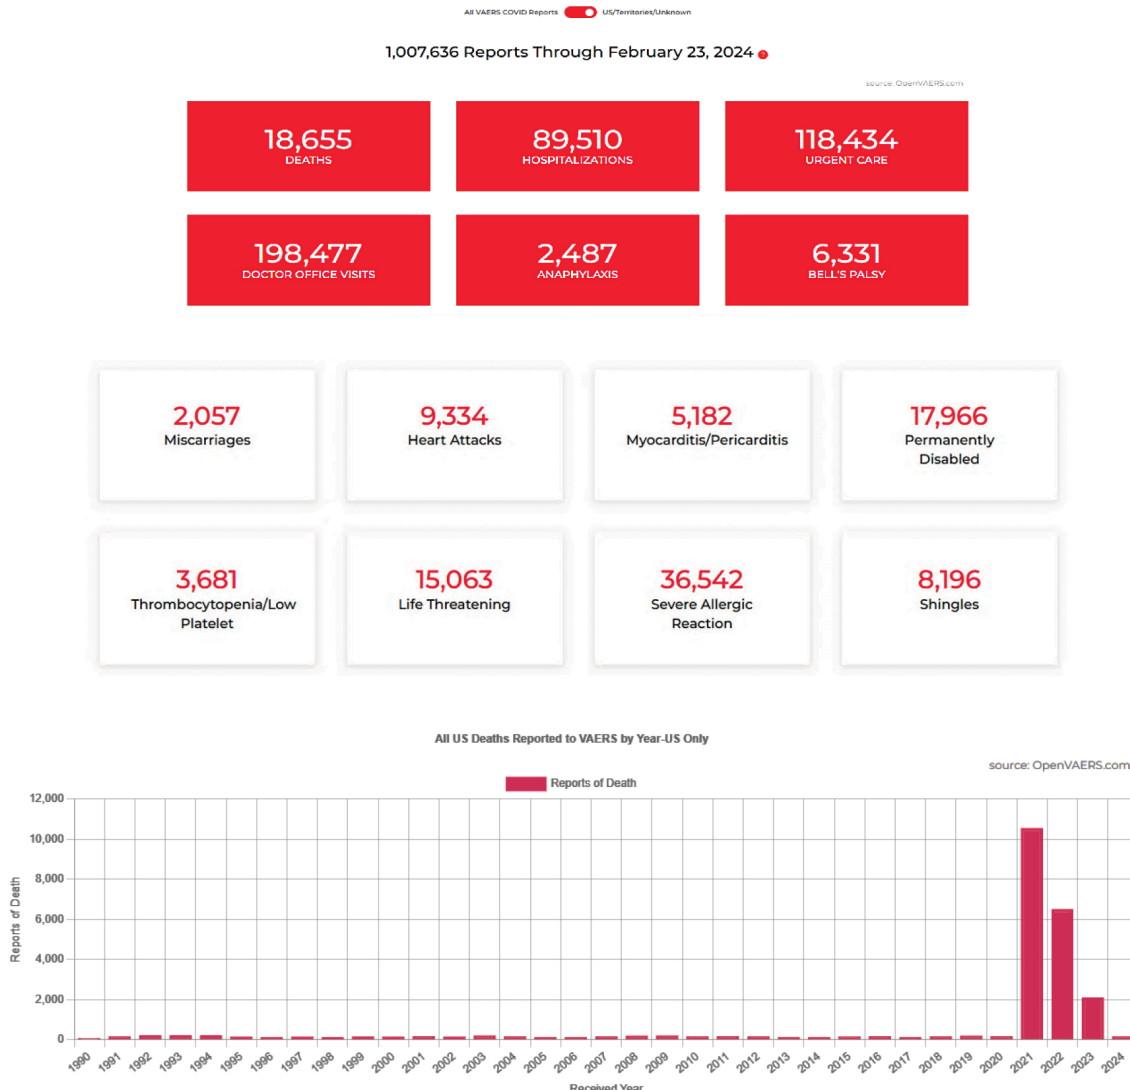 All VAERS COVID Reports US/Territories/Unknown
1,007,636 Reports Through February 23, 2024 ?
source: OpenVAERS.com
18,655
DEATHS
89,510
HOSPITALIZATIONS
118,434
URGENT CARE
198,477
DOCTOR OFFICE VISITS
2,487
ANAPHYLAXIS
6,331
BELL'S PALSY
2,057
Miscarriages
9,334
Heart Attacks
5,182
Myocarditis/Pericarditis
17,966
Permanently
Disabled
3,681
Thrombocytopenia/Low
Platelet
15,063
Life Threatening
36,542
Severe Allergic
Reaction
8,196
Shingles
All US Deaths Reported to VAERS by Year-US Only
source: OpenVAERS.com
Reports of Death
12,000
10,000
8,000
6,000
4,000
2,000
0
Reports of Death
1990 1991 1992 1993 1994 1995 1996 1997 1998 1999 2000 2001 2002 2003 2004 2005 2006 2007 2008 2009 2010 2011 2012 2013 2014 2015 2016 2017 2018 2019 2020 2021 2022 2023 2024
Received Year